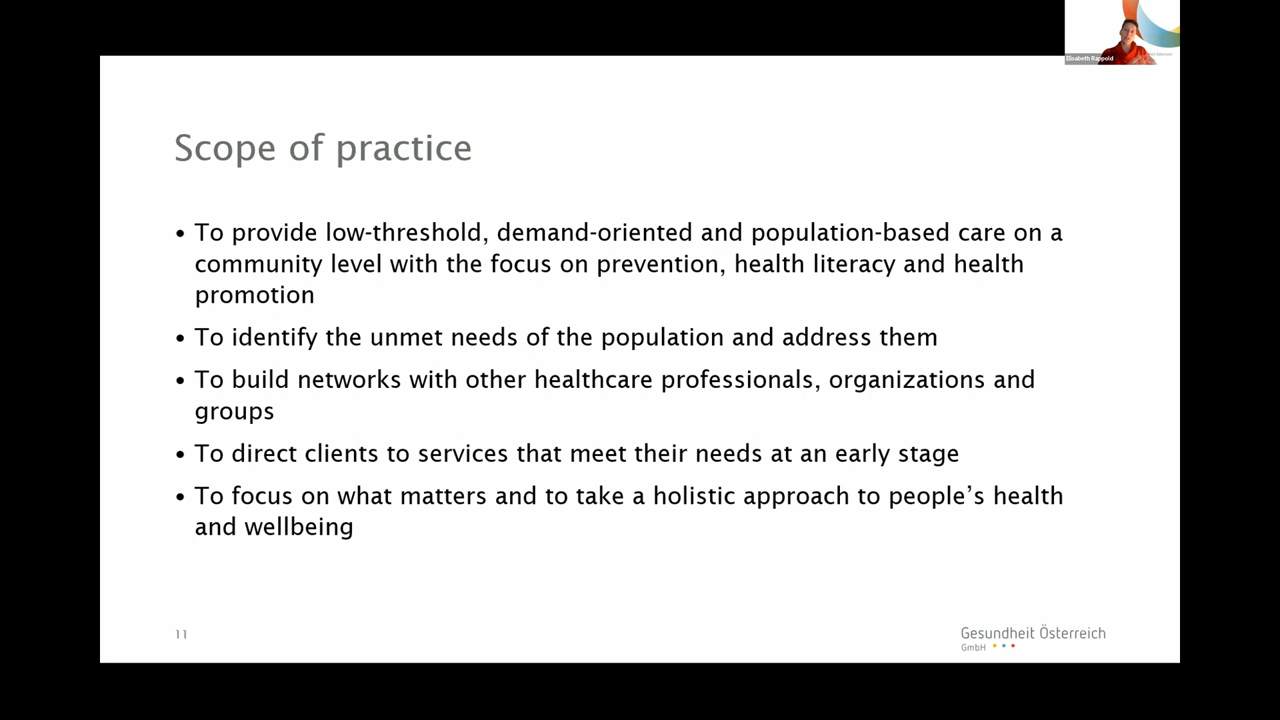 Elisabeth Rappold
Scope of practice
• To provide low-threshold, demand-oriented and population-based care on a
community level with the focus on prevention, health literacy and health
promotion
• To identify the unmet needs of the population and address them
• To build networks with other healthcare professionals, organizations and
groups
• To direct clients to services that meet their needs at an early stage
• To focus on what matters and to take a holistic approach to people’s health
and wellbeing
11
Gesundheit Österreich
GmbH